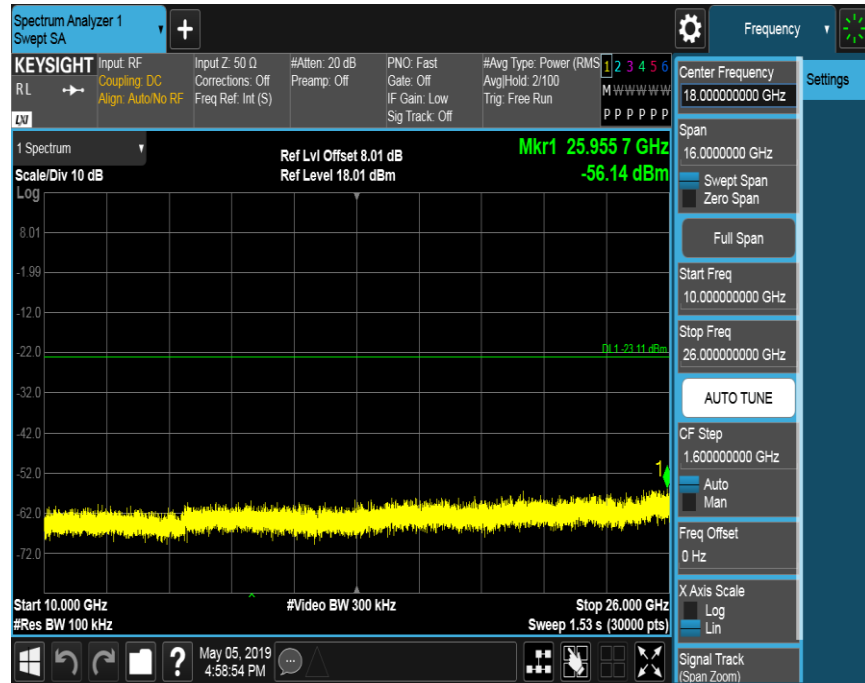 Spectrum Analyzer 1
Swept SA
+
Frequency
KEYSIGHT
RL
LXI
Input: RF
Coupling: DC
Align: Auto/No RF
Input Z: 50 Ω
Corrections: Off
Freq Ref: Int (S)
#Atten: 20 dB
Preamp: Off
PNO: Fast
Gate: Off
IF Gain: Low
Sig Track: Off
#Avg Type: Power (RMS
Avg|Hold: 2/100
Trig: Free Run
1 2 3 4 5 6
M W W W W W
P P P P P P
1 Spectrum
Scale/Div 10 dB
Log
Ref Lvl Offset 8.01 dB
Ref Level 18.01 dBm
Mkr1 25.955 7 GHz
-56.14 dBm
8.01
-1.99
-12.0
-22.0
-32.0
-42.0
-52.0
-62.0
-72.0
DL1 -23.11 dBm
1
Start 10.000 GHz
#Res BW 100 kHz
#Video BW 300 kHz
Stop 26.000 GHz
Sweep 1.53 s (30000 pts)
Center Frequency
18.000000000 GHz
Span
16.0000000 GHz
Swept Span
Zero Span
Full Span
Start Freq
10.000000000 GHz
Stop Freq
26.000000000 GHz
AUTO TUNE
CF Step
1.600000000 GHz
Auto
Man
Freq Offset
0 Hz
X Axis Scale
Log
Lin
Signal Track
(Span Zoom)
Settings
?
May 05, 2019
4:58:54 PM